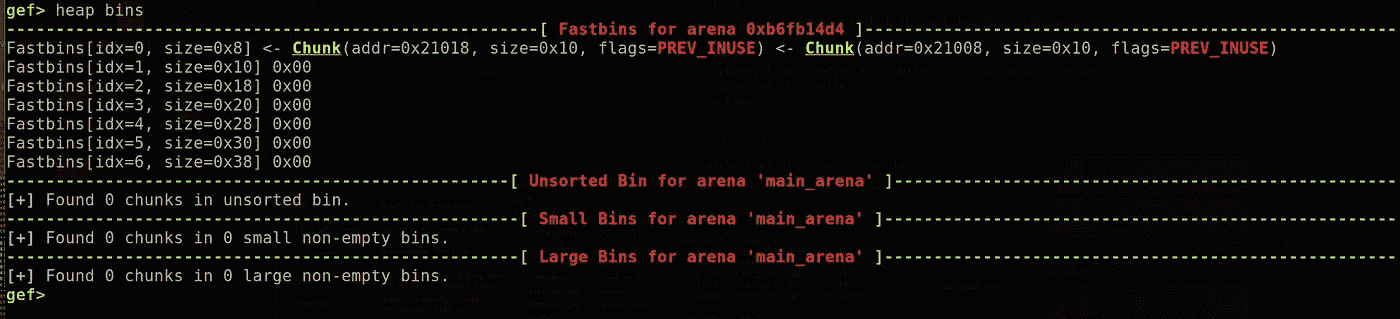 gef> heap bins
-----------------------------------------------------[ Fastbins for arena 0xb6fb14d4 ]-----------------------------------------------------
Fastbins[idx=0, size=0x8] <- Chunk(addr=0x21018, size=0x10, flags=PREV_INUSE) <- Chunk(addr=0x21008, size=0x10, flags=PREV_INUSE)
Fastbins[idx=1, size=0x10] 0x00
Fastbins[idx=2, size=0x18] 0x00
Fastbins[idx=3, size=0x20] 0x00
Fastbins[idx=4, size=0x28] 0x00
Fastbins[idx=5, size=0x30] 0x00
Fastbins[idx=6, size=0x38] 0x00
--------------------------------------------------[ Unsorted Bin for arena 'main_arena' ]--------------------------------------------------
[+] Found 0 chunks in unsorted bin.
---------------------------------------------------[ Small Bins for arena 'main_arena' ]---------------------------------------------------
[+] Found 0 chunks in 0 small non-empty bins.
---------------------------------------------------[ Large Bins for arena 'main_arena' ]---------------------------------------------------
[+] Found 0 chunks in 0 large non-empty bins.
gef>